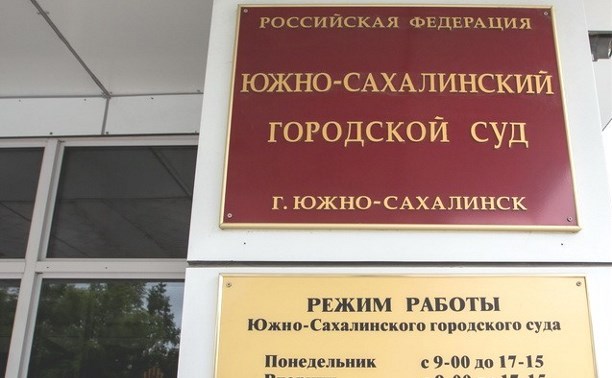 РОССИЙСКАЯ ФЕДЕРАЦИЯ
ЮЖНО-САХАЛИНСКИЙ
ГОРОДСКОЙ СУД
Г. ЮЖНО-САХАЛИНСК
РЕЖИМ РАБОТЫ
Южно-Сахалинского городского суда
Понедельник с 9-00 до 17-15